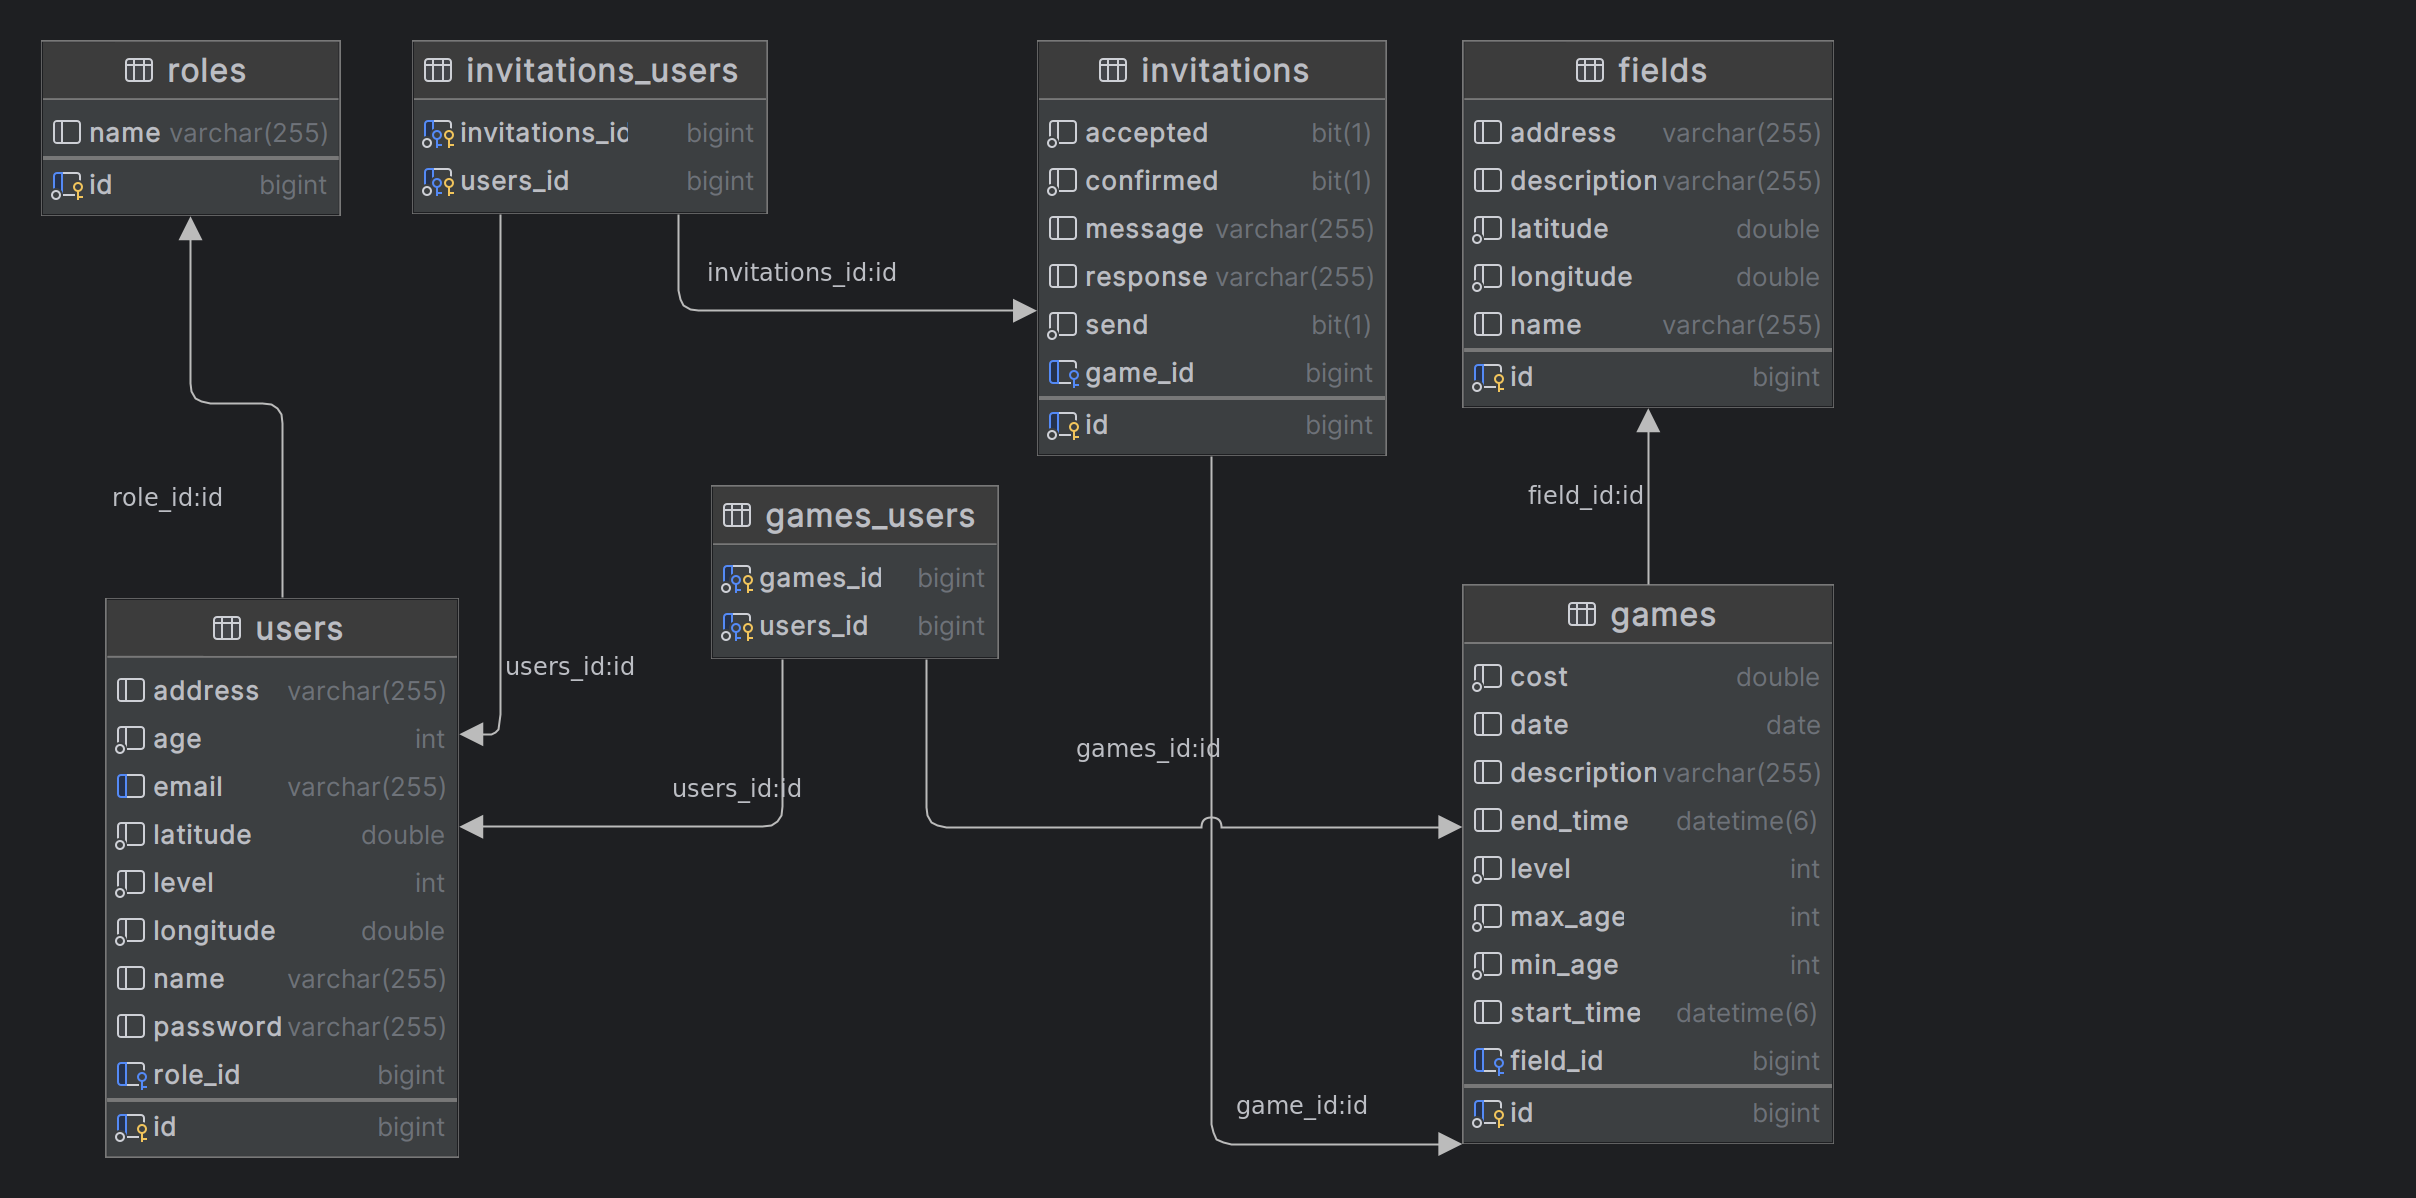 roles
name varchar(255)
id bigint
invitations_users
invitations_id bigint
users_id bigint
invitations
accepted bit(1)
confirmed bit(1)
message varchar(255)
response varchar(255)
send bit(1)
game_id bigint
id bigint
fields
address varchar(255)
description varchar(255)
latitude double
longitude double
name varchar(255)
id bigint
invitations_id:id
role_id:id
field_id:id
games_users
games_id bigint
users_id bigint
users
address varchar(255)
age int
email varchar(255)
latitude double
level int
longitude double
name varchar(255)
password varchar(255)
role_id bigint
id bigint
users_id:id
users_id:id
games_id:id
game_id:id
games
cost double
date date
description varchar(255)
end_time datetime(6)
level int
max_age int
min_age int
start_time datetime(6)
field_id bigint
id bigint